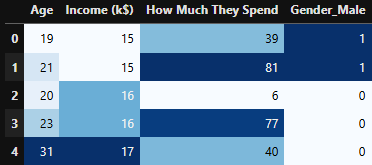 Age Income (k$) How Much They Spend Gender_Male
0 19 15 39 1
1 21 15 81 1
2 20 16 6 0
3 23 16 77 0
4 31 17 40 0